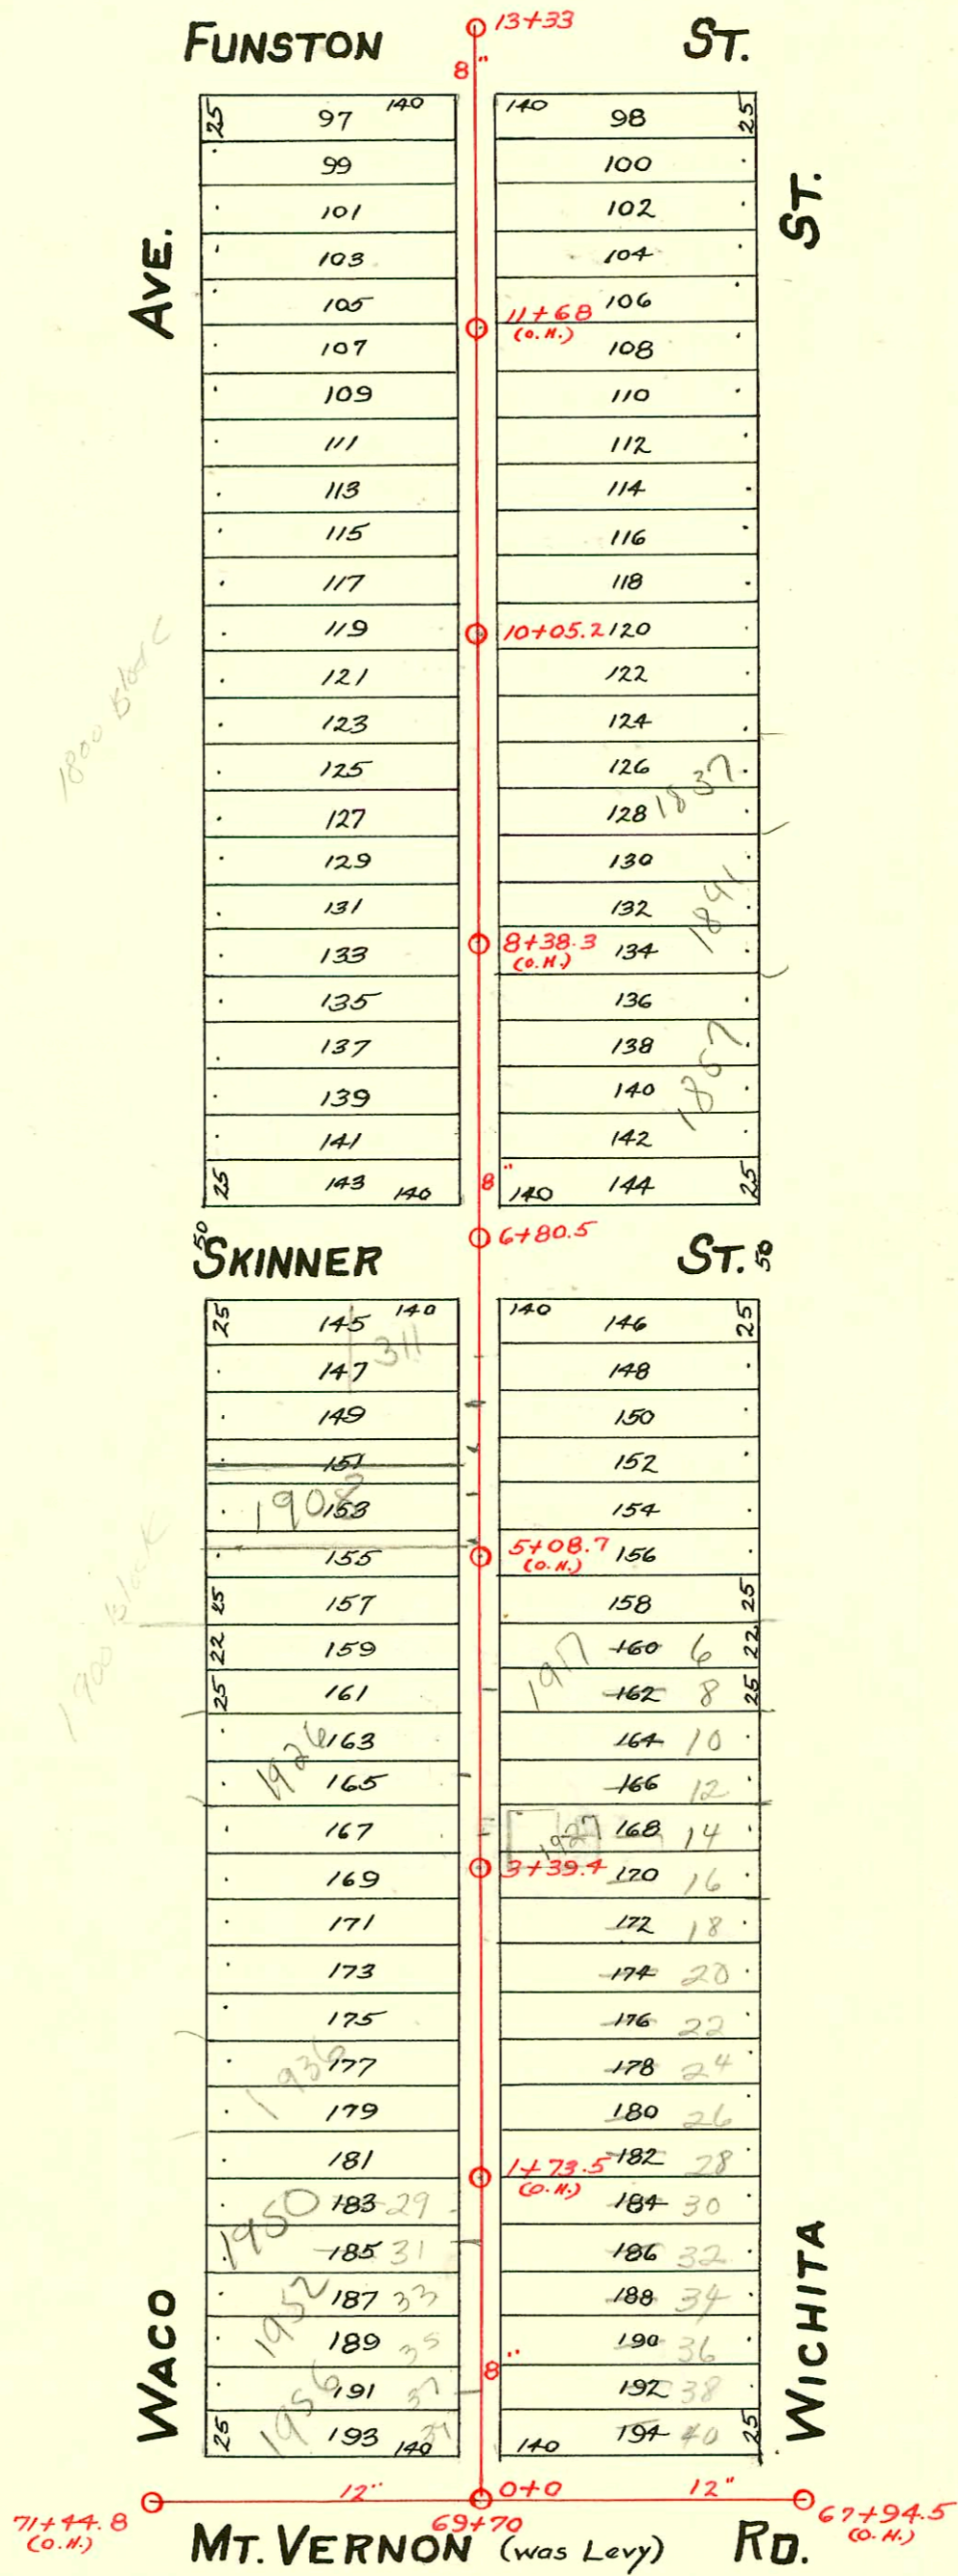 FUNSTON 13+33 ST.
8"
25 97 140 140 98 25
99 100
101 102
AVE. ST.
103 104
105 106
11+68
(O.H.)
107 108
109 110
111 112
113 114
115 116
117 118
119 10+05.2 120
121 122
123 124
1800 Block
125 126
1837
127 128
129 130
131 132
1841
133 8+38.3 134
(O.H.)
135 136
137 138
1857
139 140
141 142
25 143 140 8" 140 144 25
50 6+80.5
SKINNER ST. 50
25 145 140 140 146 25
311
147 148
149 150
151 152
1908
153 154
155 5+08.7 156
(O.H.)
25 157 158 25
1900 Block
22 159 160 6 22
1917
25 161 162 8 25
163 164 10
1926
165 166 12
167 1927 168 14
169 3+39.4 170 16
171 172 18
173 174 20
175 176 22
177 178 24
1936
179 180 26
181 1+73.5 182 28
(O.H.)
183 29 184 30
1950
185 31 186 32
187 33 188 34
1952
189 35 190 36
8"
191 37 192 38
1956
25 193 140 39 140 194 40 25
WACO WICHITA
12" 0+0 12"
71+44.8 69+70 67+94.5
(O.H.) (O.H.)
MT. VERNON (was Levy) RD.